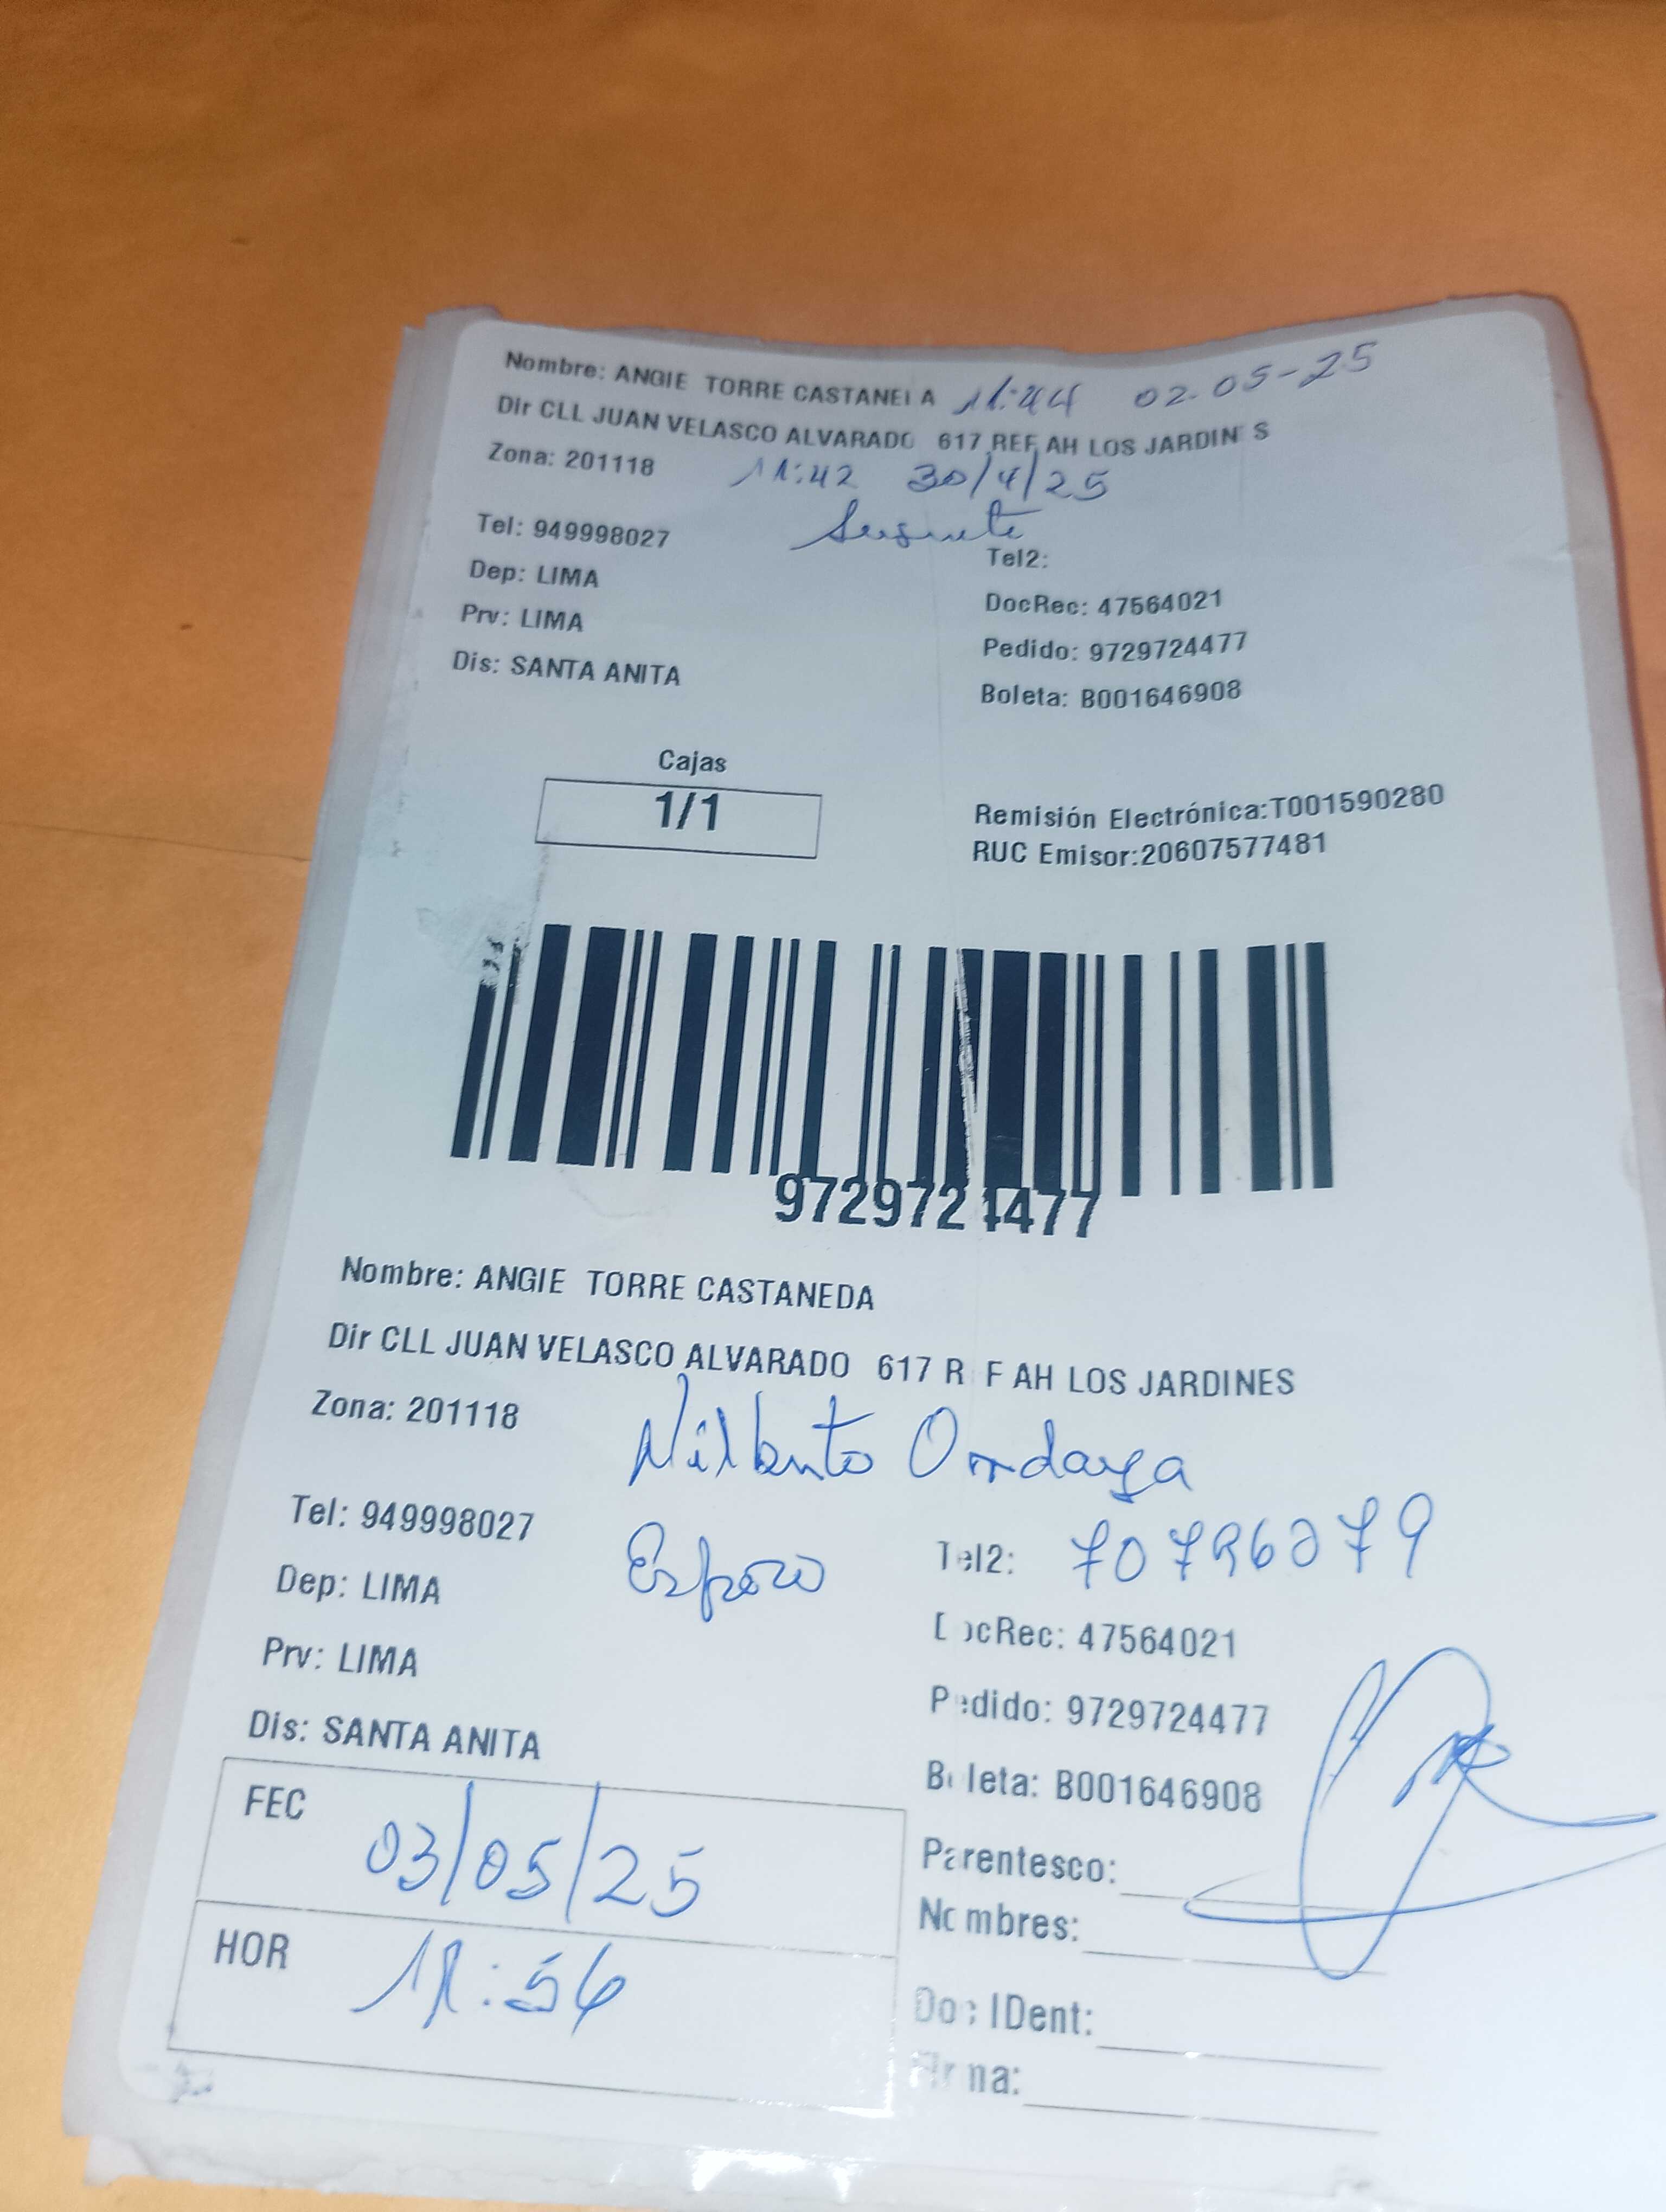 Nombre: ANGIE TORRE CASTANEDA 11:44 02-05-25
Dir CLL JUAN VELASCO ALVARADO 617 REF AH LOS JARDINES
Zona: 201118 11:42 30/4/25
Tel: 949998027
Tel2:
Dep: LIMA
DocRec: 47564021
Prv: LIMA
Pedido: 9729724477
Dis: SANTA ANITA
Boleta: B001646908
Cajas
1/1
Remisión Electrónica:T001590280
RUC Emisor:20607577481
9729724477
Nombre: ANGIE TORRE CASTANEDA
Dir CLL JUAN VELASCO ALVARADO 617 REF AH LOS JARDINES
Zona: 201118
Tel: 949998027
Esposo
Tel2: 70796079
Dep: LIMA
DocRec: 47564021
Prv: LIMA
Pedido: 9729724477
Dis: SANTA ANITA
Boleta: B001646908
FEC 03/05/25
Parentesco:
Nombres:
HOR 11:54
Doc IDent:
Firma: